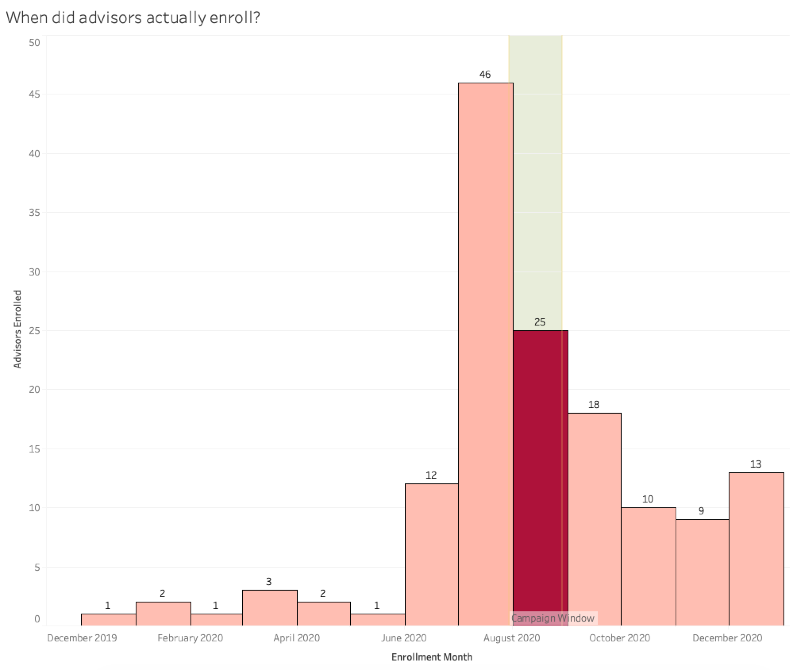 When did advisors actually enroll?
50
45
40
35
30
25
20
15
10
5
0
Advisors Enrolled
1
2
1
3
2
1
12
46
25
18
10
9
13
Campaign Window
December 2019
February 2020
April 2020
June 2020
August 2020
October 2020
December 2020
Enrollment Month